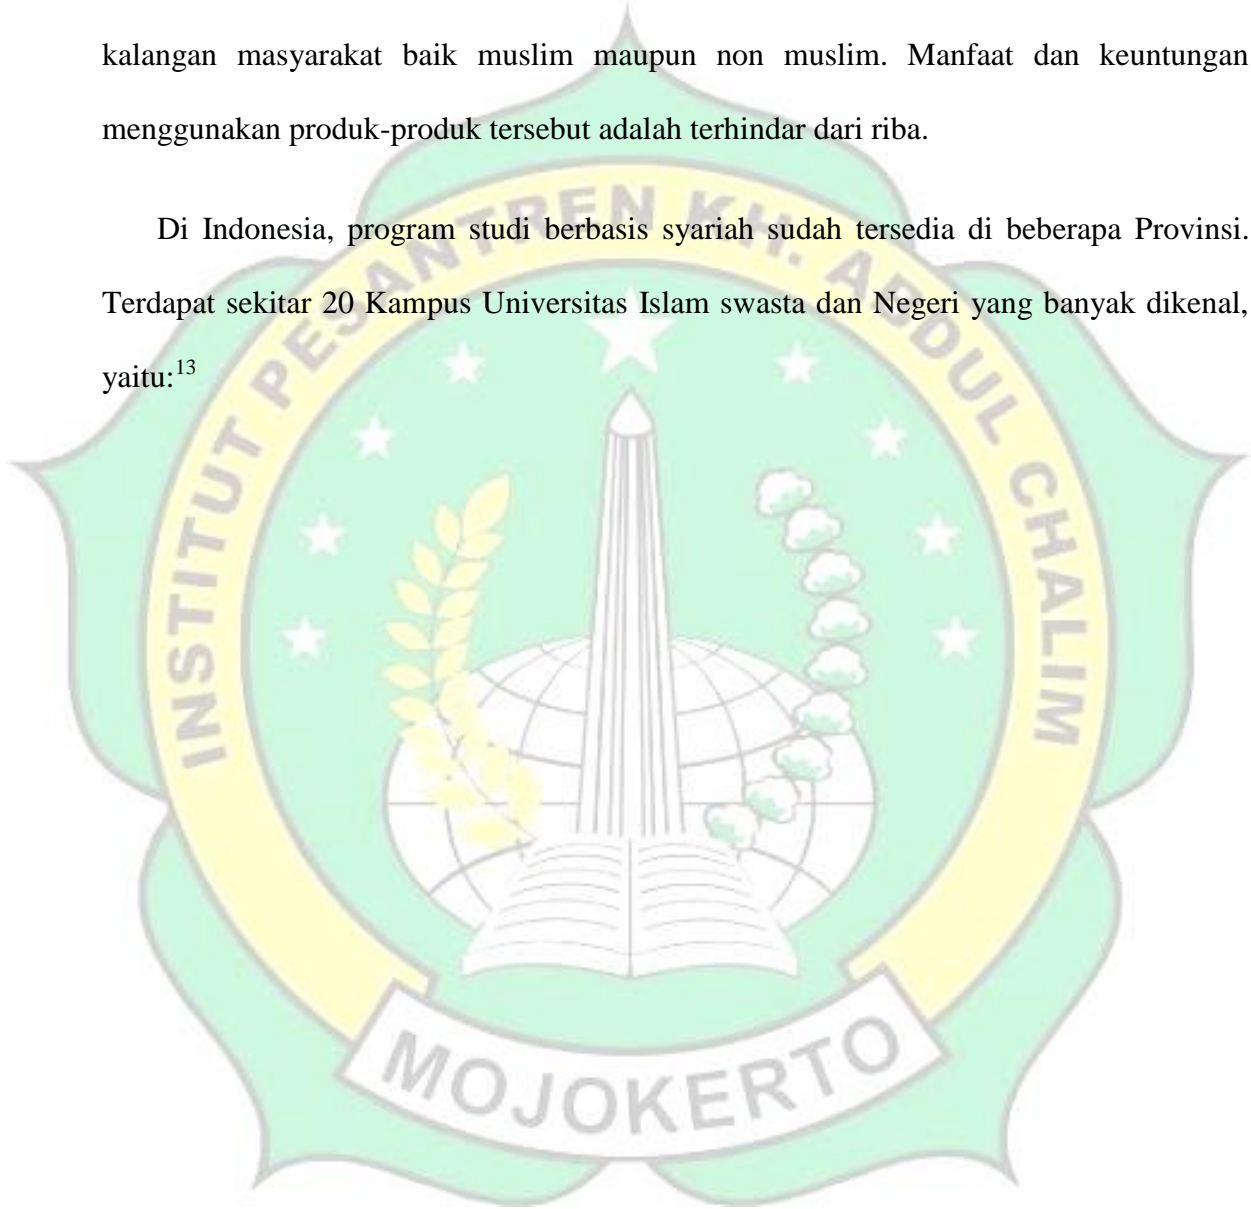 kalangan masyarakat baik muslim maupun non muslim. Manfaat dan keuntungan
menggunakan produk-produk tersebut adalah terhindar dari riba.
Di Indonesia, program studi berbasis syariah sudah tersedia di beberapa Provinsi.
Terdapat sekitar 20 Kampus Universitas Islam swasta dan Negeri yang banyak dikenal,
yaitu:13
INSTITUT PESANTREN KH. ABDUL CHALIM
MOJOKERTO